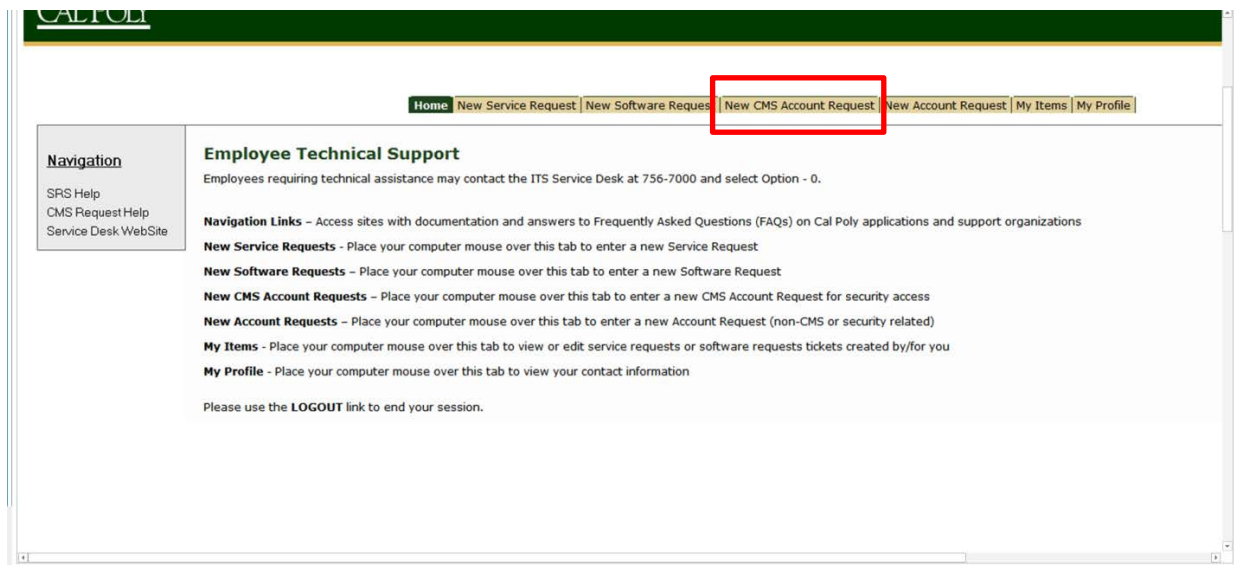 CAL POLY
Home New Service Request New Software Reques New CMS Account Request New Account Request My Items My Profile
Navigation
SRS Help
CMS Request Help
Service Desk WebSite
Employee Technical Support
Employees requiring technical assistance may contact the ITS Service Desk at 756-7000 and select Option - 0.
Navigation Links – Access sites with documentation and answers to Frequently Asked Questions (FAQs) on Cal Poly applications and support organizations
New Service Requests - Place your computer mouse over this tab to enter a new Service Request
New Software Requests – Place your computer mouse over this tab to enter a new Software Request
New CMS Account Requests – Place your computer mouse over this tab to enter a new CMS Account Request for security access
New Account Requests – Place your computer mouse over this tab to enter a new Account Request (non-CMS or security related)
My Items - Place your computer mouse over this tab to view or edit service requests or software requests tickets created by/for you
My Profile - Place your computer mouse over this tab to view your contact information
Please use the LOGOUT link to end your session.